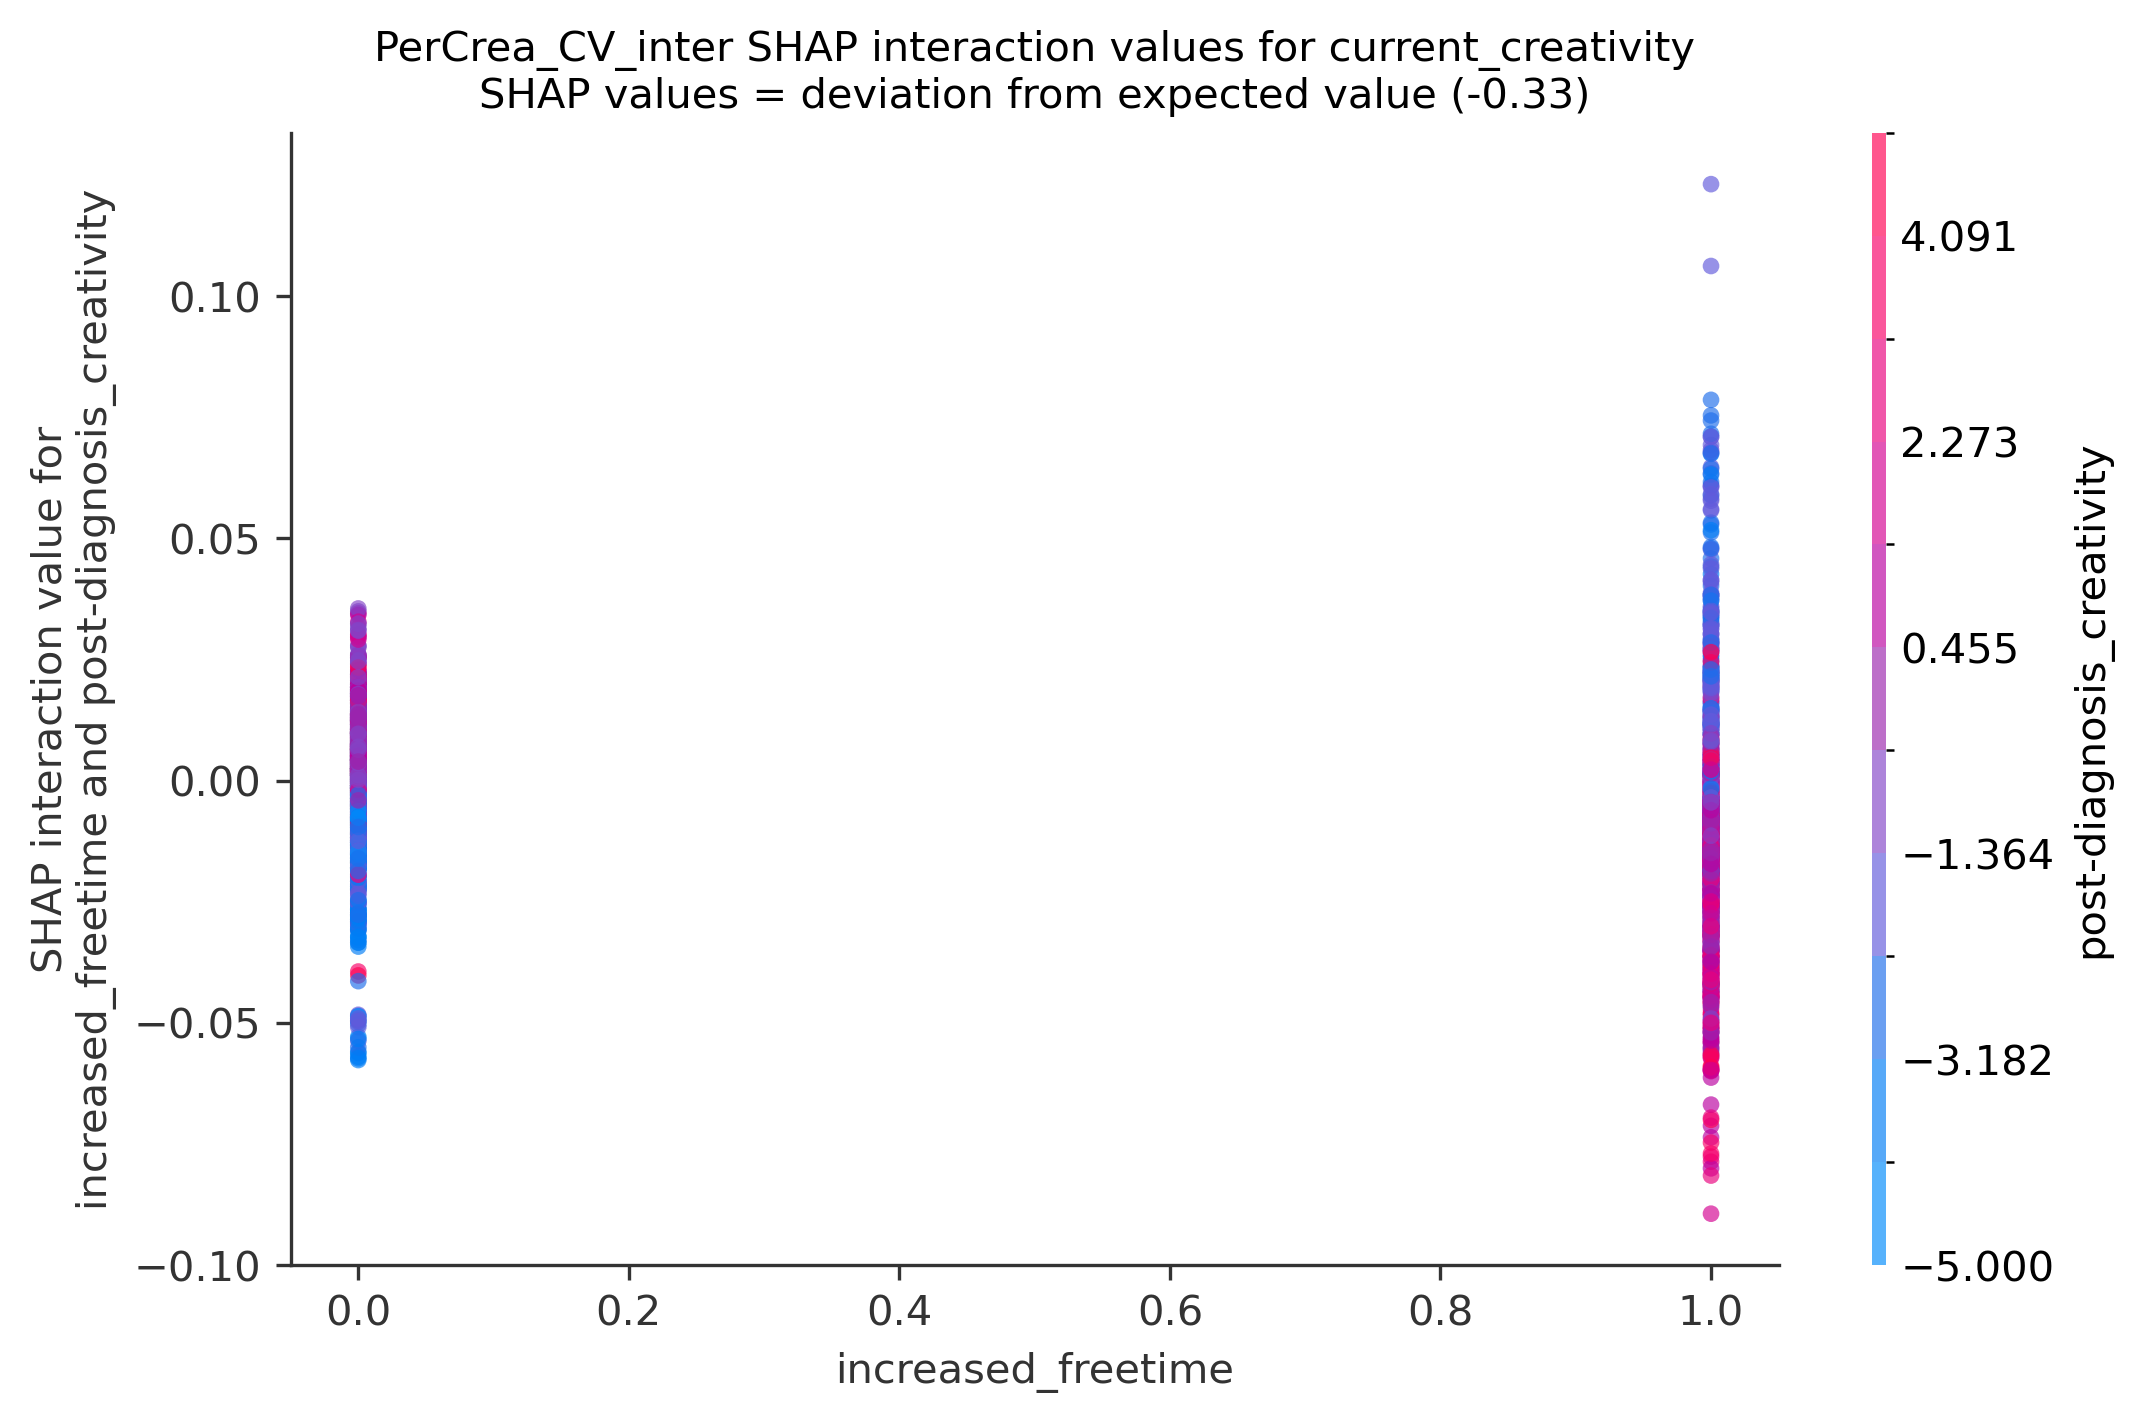 PerCrea_CV_inter SHAP interaction values for current_creativity
SHAP values = deviation from expected value (-0.33)
SHAP interaction value for
increased_freetime and post-diagnosis_creativity
0.10
0.05
0.00
−0.05
−0.10
0.0
0.2
0.4
0.6
0.8
1.0
increased_freetime
4.091
2.273
0.455
−1.364
−3.182
−5.000
post-diagnosis_creativity